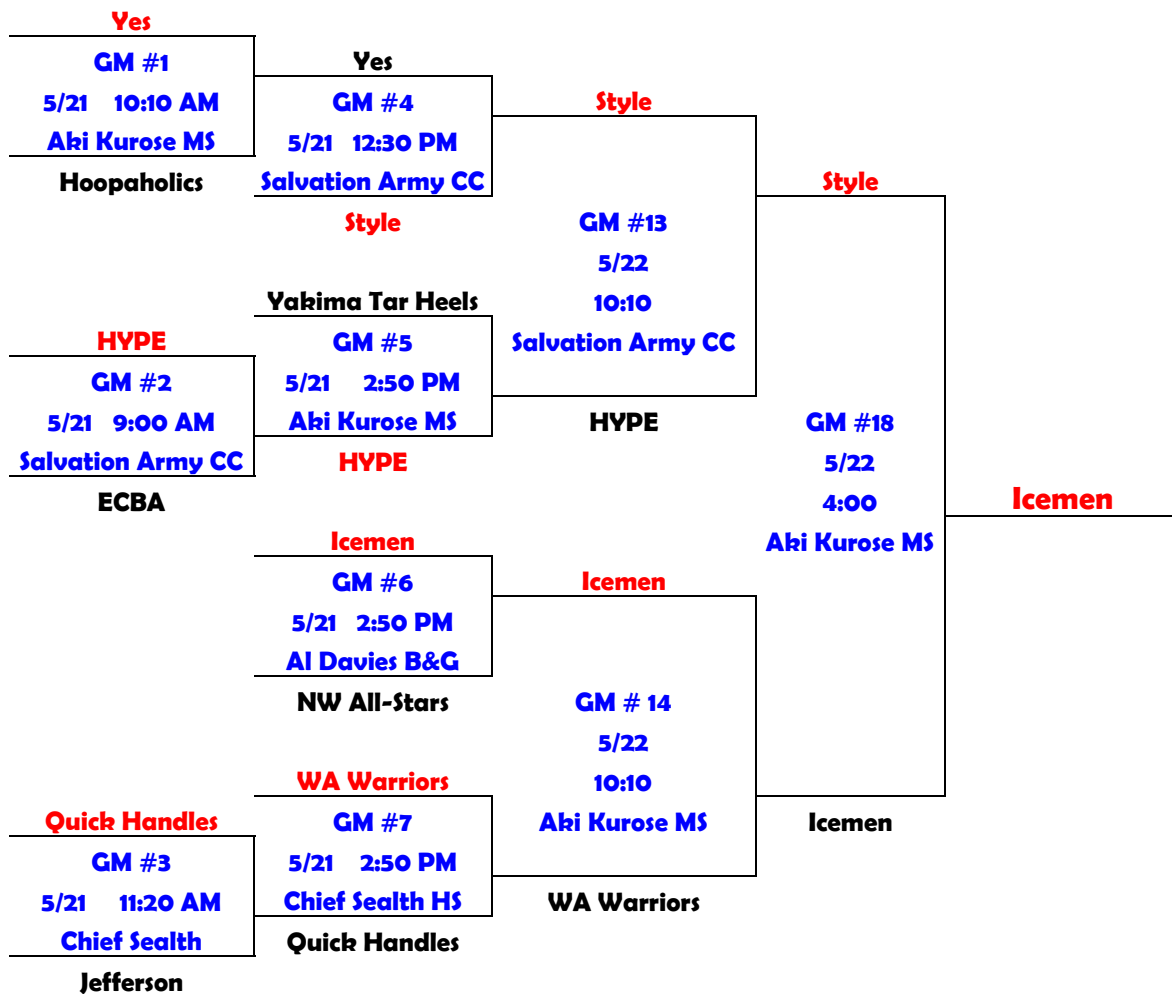 Yes
GM #1
5/21 10:10 AM
Aki Kurose MS
Hoopaholics
Yes
GM #4
5/21 12:30 PM
Salvation Army CC
Style
Style
GM #13
5/22
10:10
Salvation Army CC
HYPE
Yakima Tar Heels
GM #5
5/21 2:50 PM
Aki Kurose MS
HYPE
HYPE
GM #2
5/21 9:00 AM
Salvation Army CC
ECBA
Style
GM #18
5/22
4:00
Aki Kurose MS
Icemen
Icemen
Icemen
GM #6
5/21 2:50 PM
Al Davies B&G
NW All-Stars
Icemen
GM # 14
5/22
10:10
Aki Kurose MS
WA Warriors
WA Warriors
GM #7
5/21 2:50 PM
Chief Sealth HS
Quick Handles
Quick Handles
GM #3
5/21 11:20 AM
Chief Sealth
Jefferson